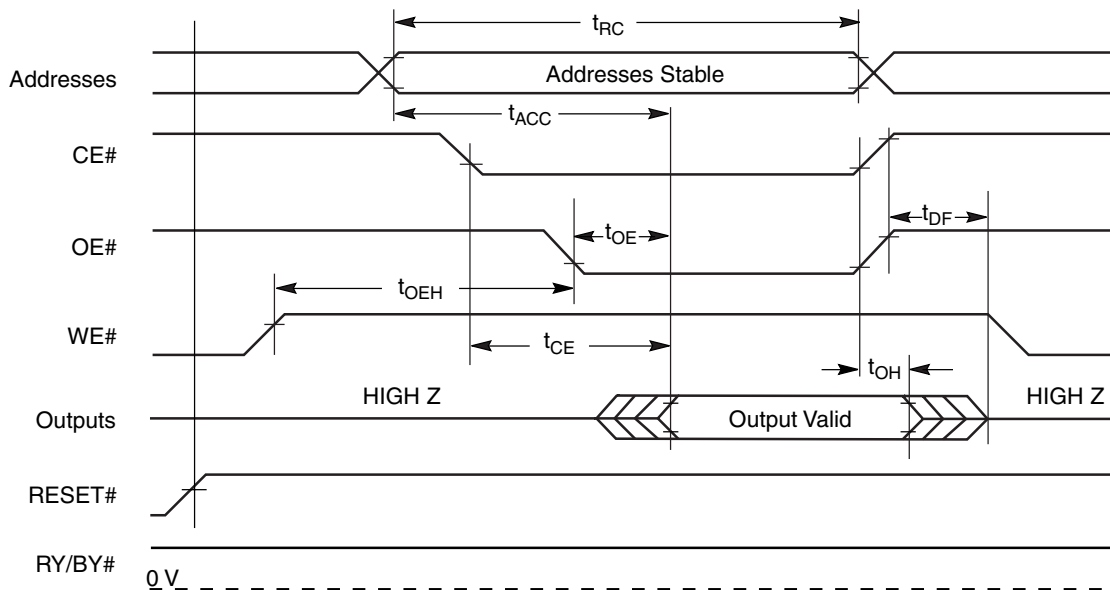 tRC
Addresses
Addresses Stable
tACC
CE#
tDF
OE#
tOE
tOEH
WE#
tCE
tOH
HIGH Z
HIGH Z
Outputs
Output Valid
RESET#
RY/BY#
0 V